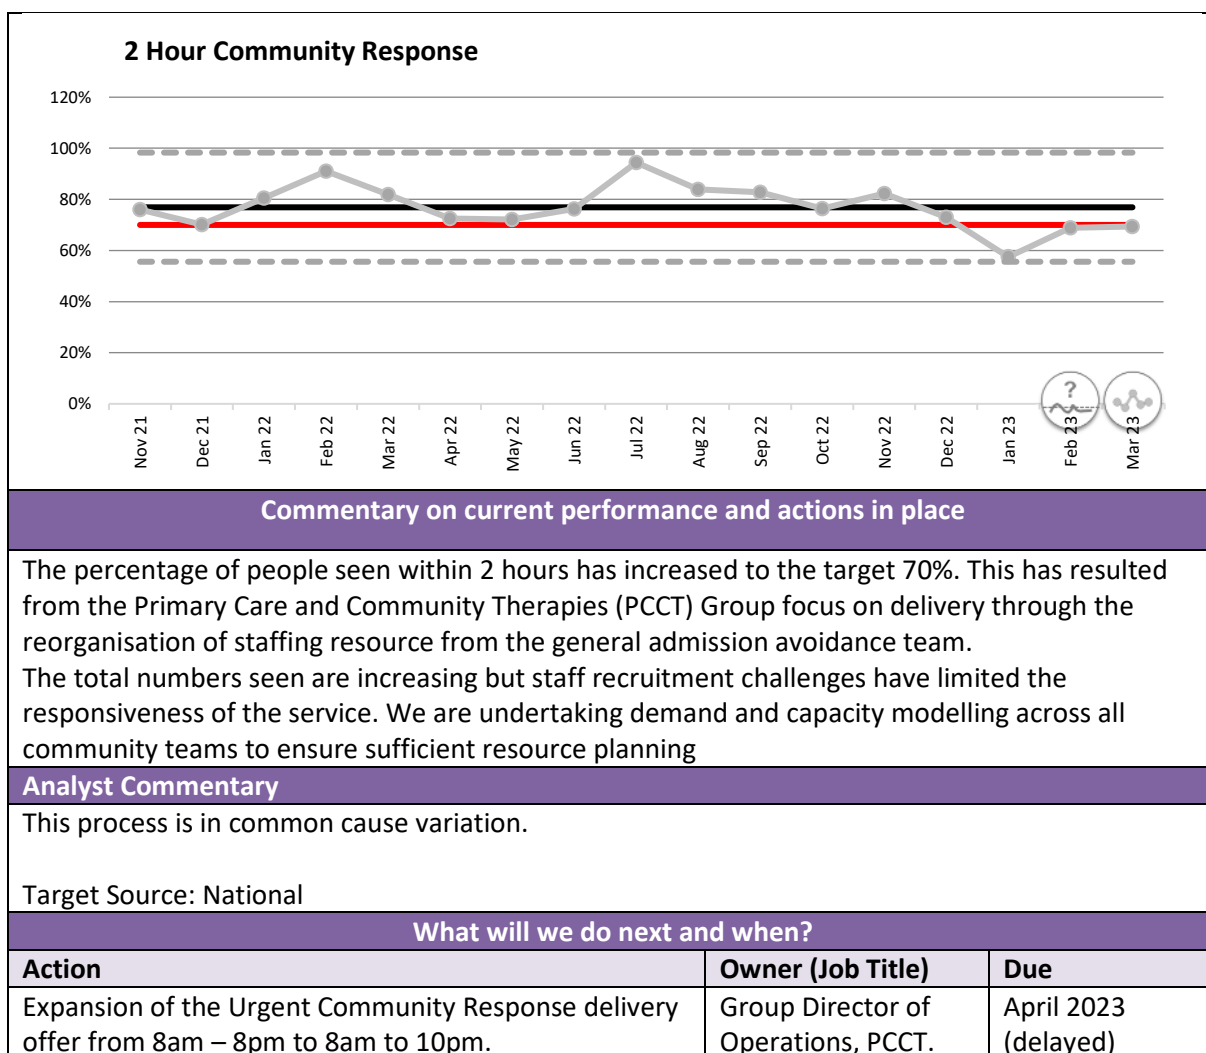 2 Hour Community Response
120%
100%
80%
60%
40%
20%
0%
?
Nov 21
Dec 21
Jan 22
Feb 22
Mar 22
Apr 22
May 22
Jun 22
Jul 22
Aug 22
Sep 22
Oct 22
Nov 22
Dec 22
Jan 23
Feb 23
Mar 23
Commentary on current performance and actions in place
The percentage of people seen within 2 hours has increased to the target 70%. This has resulted
from the Primary Care and Community Therapies (PCCT) Group focus on delivery through the
reorganisation of staffing resource from the general admission avoidance team.
The total numbers seen are increasing but staff recruitment challenges have limited the
responsiveness of the service. We are undertaking demand and capacity modelling across all
community teams to ensure sufficient resource planning
Analyst Commentary
This process is in common cause variation.
Target Source: National
What will we do next and when?
Action Owner (Job Title) Due
Expansion of the Urgent Community Response delivery Group Director of April 2023
offer from 8am – 8pm to 8am to 10pm. Operations, PCCT. (delayed)